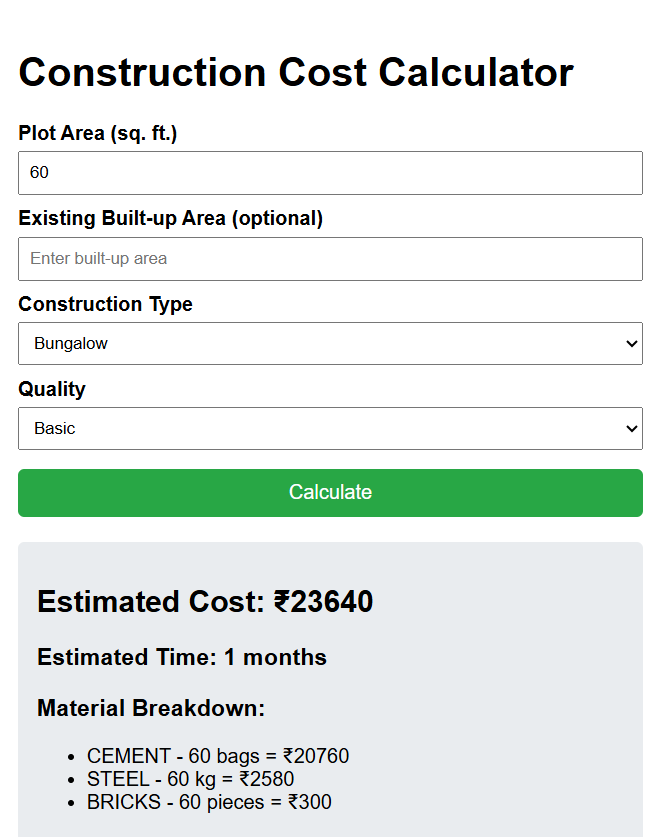 Construction Cost Calculator
Plot Area (sq. ft.)
60
Existing Built-up Area (optional)
Enter built-up area
Construction Type
Bungalow
Quality
Basic
Calculate
Estimated Cost: ₹23640
Estimated Time: 1 months
Material Breakdown:
• CEMENT - 60 bags = ₹20760
• STEEL - 60 kg = ₹2580
• BRICKS - 60 pieces = ₹300